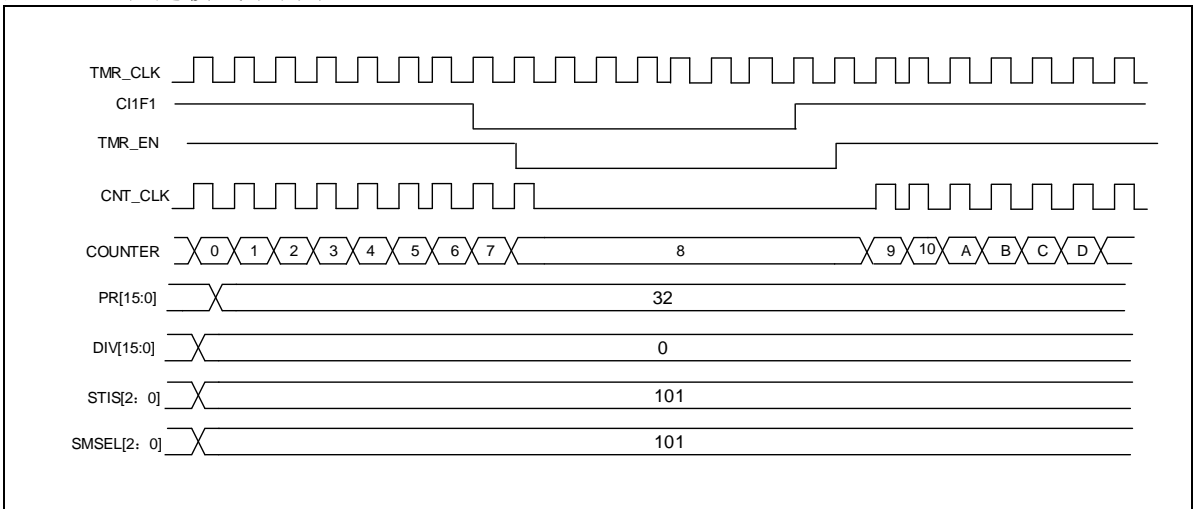 TMR_CLK
CI1F1
TMR_EN
CNT_CLK
COUNTER 0 1 2 3 4 5 6 7 8 9 10 A B C D
PR[15:0] 32
DIV[15:0] 0
STIS[2：0] 101
SMSEL[2：0] 101